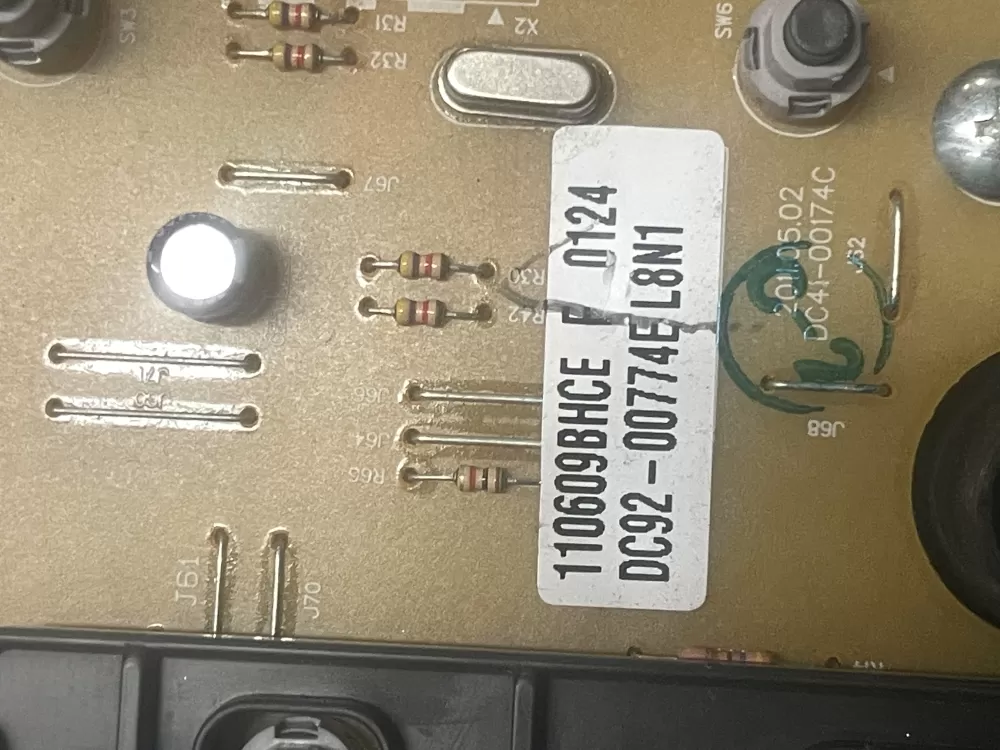 110609BHCE F 0124
DC92-00774E L8N1
2011.05.02
DC41-00174C
R31
R32
X2
SW3
SW6
J67
R30
R42
J62
J71
J64
R66
J68
J61
J70